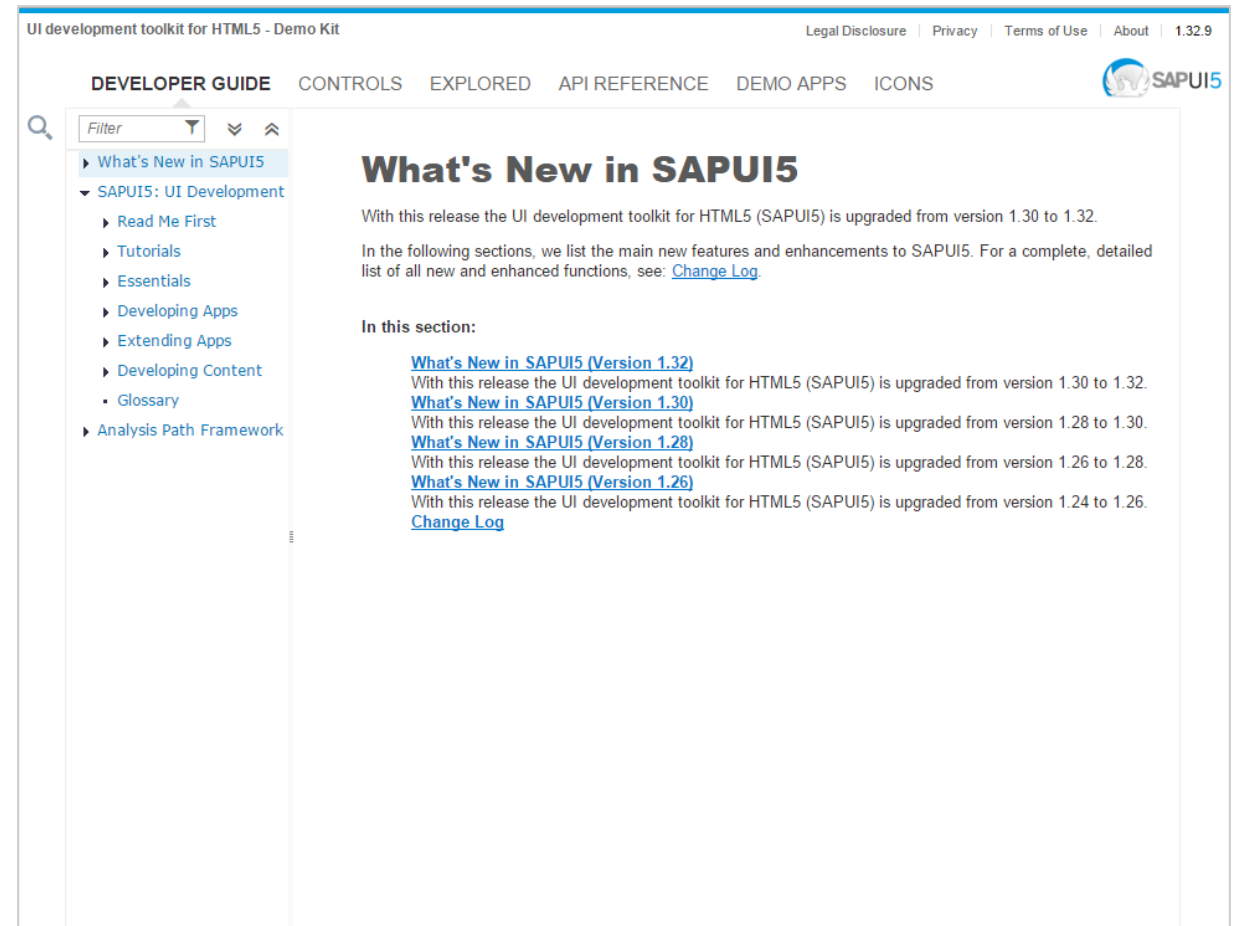 UI development toolkit for HTML5 - Demo Kit
Legal Disclosure | Privacy | Terms of Use | About | 1.32.9
DEVELOPER GUIDE CONTROLS EXPLORED API REFERENCE DEMO APPS ICONS
SAPUI5
Filter
What's New in SAPUI5
SAPUI5: UI Development
Read Me First
Tutorials
Essentials
Developing Apps
Extending Apps
Developing Content
Glossary
Analysis Path Framework
What's New in SAPUI5
With this release the UI development toolkit for HTML5 (SAPUI5) is upgraded from version 1.30 to 1.32.
In the following sections, we list the main new features and enhancements to SAPUI5. For a complete, detailed
list of all new and enhanced functions, see: Change Log.
In this section:
What's New in SAPUI5 (Version 1.32)
With this release the UI development toolkit for HTML5 (SAPUI5) is upgraded from version 1.30 to 1.32.
What's New in SAPUI5 (Version 1.30)
With this release the UI development toolkit for HTML5 (SAPUI5) is upgraded from version 1.28 to 1.30.
What's New in SAPUI5 (Version 1.28)
With this release the UI development toolkit for HTML5 (SAPUI5) is upgraded from version 1.26 to 1.28.
What's New in SAPUI5 (Version 1.26)
With this release the UI development toolkit for HTML5 (SAPUI5) is upgraded from version 1.24 to 1.26.
Change Log